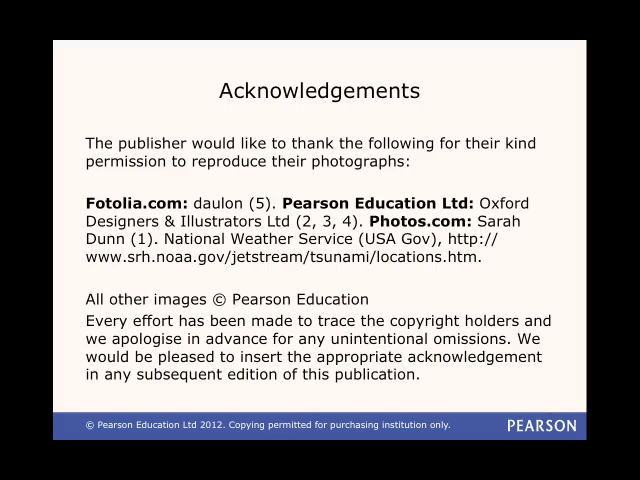 Acknowledgements
The publisher would like to thank the following for their kind
permission to reproduce their photographs:
Fotolia.com: daulon (5). Pearson Education Ltd: Oxford
Designers & Illustrators Ltd (2, 3, 4). Photos.com: Sarah
Dunn (1). National Weather Service (USA Gov), http://
www.srh.noaa.gov/jetstream/tsunami/locations.htm.
All other images © Pearson Education
Every effort has been made to trace the copyright holders and
we apologise in advance for any unintentional omissions. We
would be pleased to insert the appropriate acknowledgement
in any subsequent edition of this publication.
© Pearson Education Ltd 2012. Copying permitted for purchasing institution only.
PEARSON